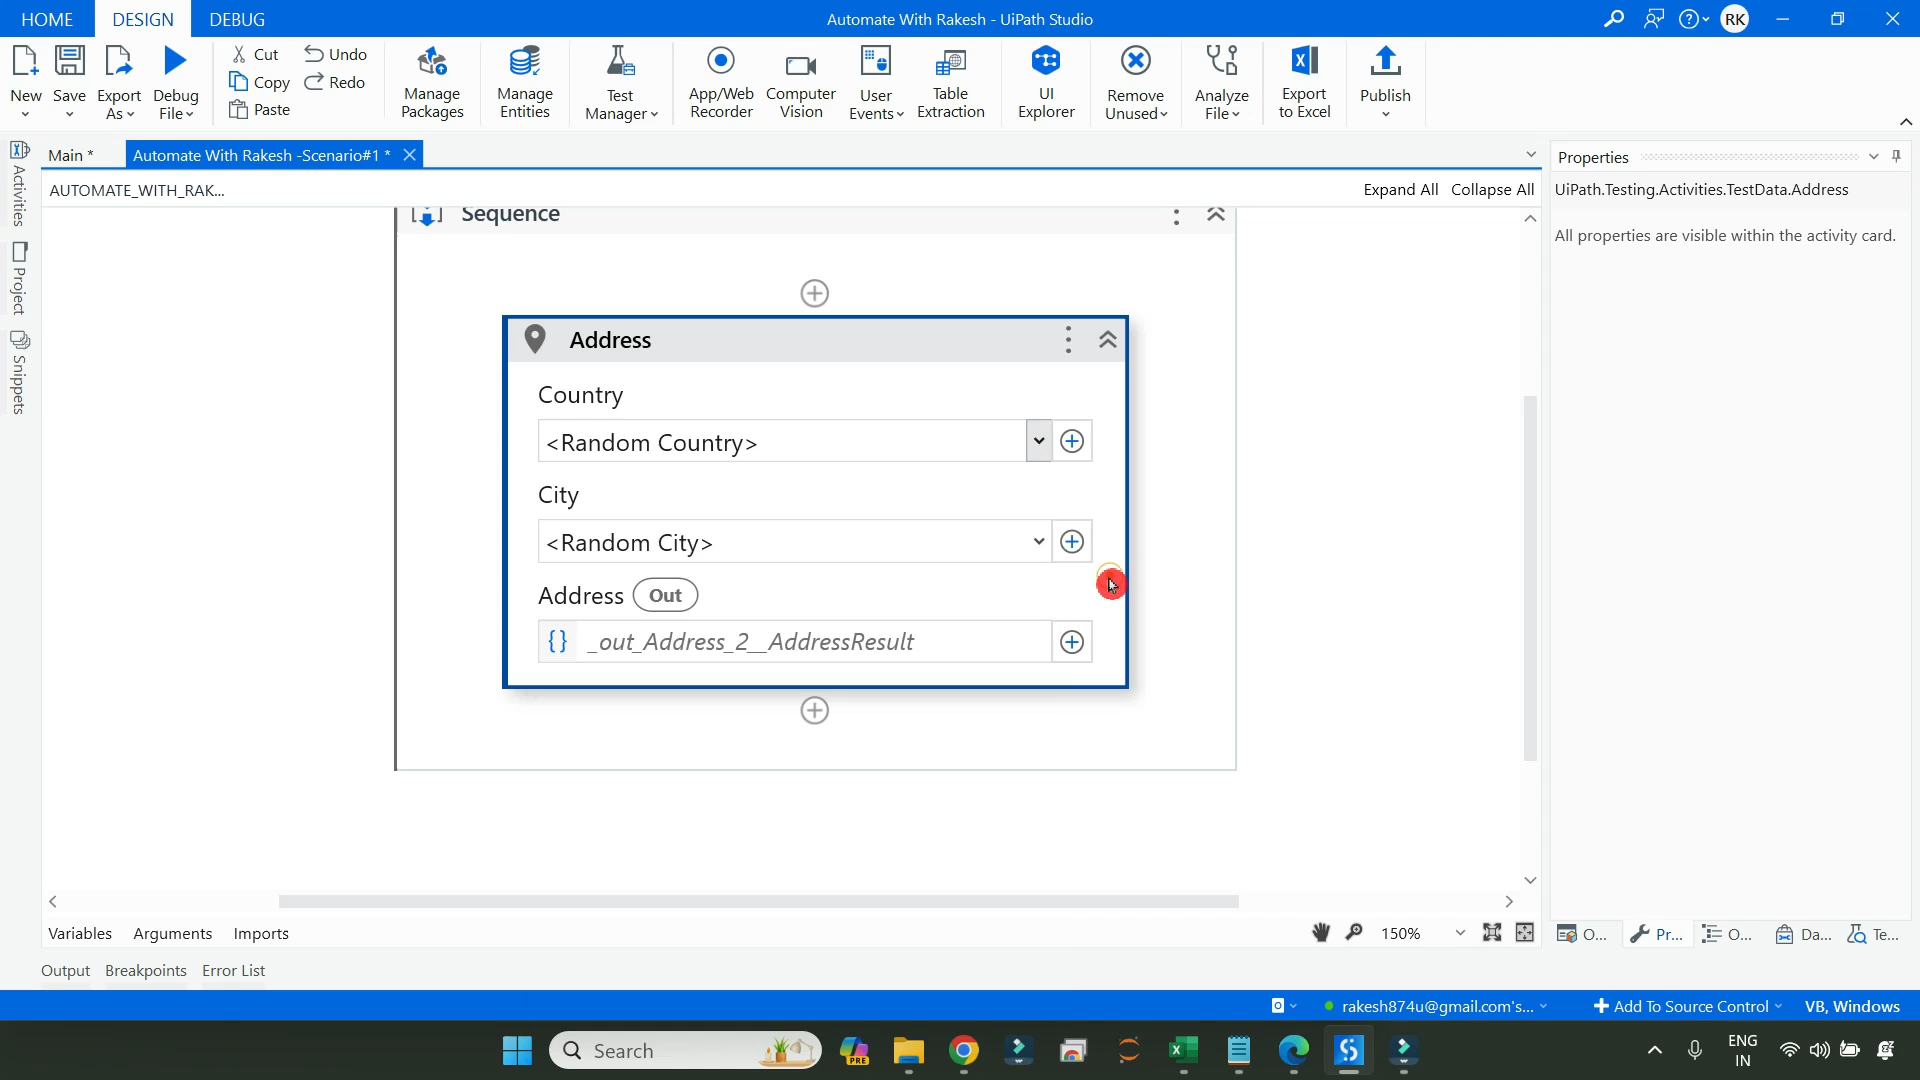 HOME DESIGN DEBUG
Automate With Rakesh - UiPath Studio
RK
New
Save
Export As
Debug File
Cut
Copy
Paste
Undo
Redo
Manage Packages
Manage Entities
Test Manager
App/Web Recorder
Computer Vision
User Events
Table Extraction
UI Explorer
Remove Unused
Analyze File
Export to Excel
Publish
Main *
Automate With Rakesh -Scenario#1 *
AUTOMATE_WITH_RAK...
Expand All Collapse All
Activities
Project
Snippets
Sequence
Address
Country
<Random Country>
City
<Random City>
Address Out
{} _out_Address_2__AddressResult
Properties
UiPath.Testing.Activities.TestData.Address
All properties are visible within the activity card.
Variables Arguments Imports
150%
O... Pr... O... Da... Te...
Output Breakpoints Error List
rakesh874u@gmail.com's...
Add To Source Control
VB, Windows
Search
PRE
ENG
IN